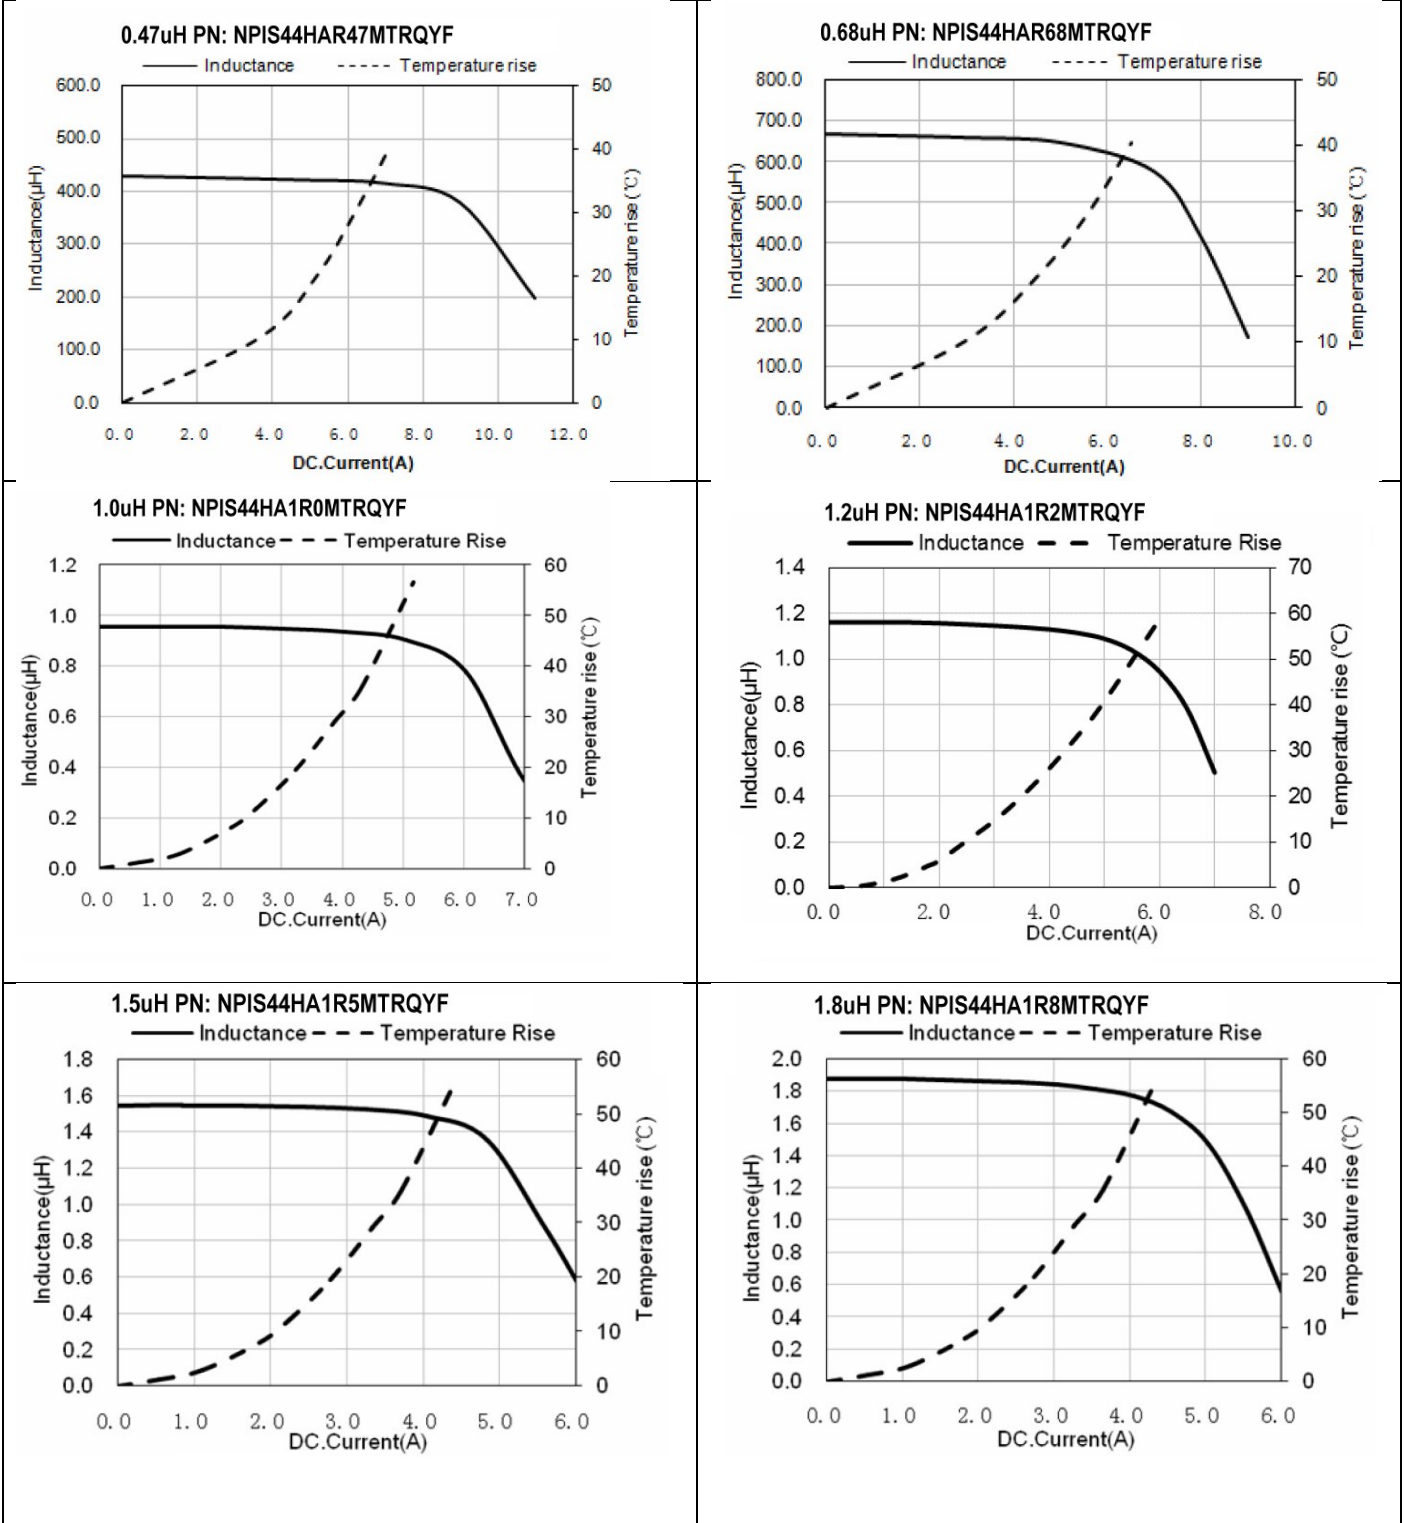 0.47uH PN: NPIS44HAR47MTRQYF
Inductance Temperature rise
600.0 50
500.0
40
400.0
30
300.0
20
200.0
10
100.0
0.0 0
Inductance(μH)
Temperature rise (℃)
0.0 2.0 4.0 6.0 8.0 10.0 12.0
DC.Current(A)
0.68uH PN: NPIS44HAR68MTRQYF
Inductance Temperature rise
800.0 50
700.0
40
600.0
500.0 30
400.0
20
300.0
200.0
10
100.0
0.0 0
Inductance(μH)
Temperature rise (℃)
0.0 2.0 4.0 6.0 8.0 10.0
DC.Current(A)
1.0uH PN: NPIS44HA1R0MTRQYF
Inductance Temperature Rise
1.2 60
1.0 50
0.8 40
0.6 30
0.4 20
0.2 10
0.0 0
Inductance(μH)
Temperature rise (℃)
0.0 1.0 2.0 3.0 4.0 5.0 6.0 7.0
DC.Current(A)
1.2uH PN: NPIS44HA1R2MTRQYF
Inductance Temperature Rise
1.4 70
1.2 60
1.0 50
0.8 40
0.6 30
0.4 20
0.2 10
0.0 0
Inductance(μH)
Temperature rise (℃)
0.0 2.0 4.0 6.0 8.0
DC.Current(A)
1.5uH PN: NPIS44HA1R5MTRQYF
Inductance Temperature Rise
1.8 60
1.6
50
1.4
1.2 40
1.0
30
0.8
0.6 20
0.4
10
0.2
0.0 0
Inductance(μH)
Temperature rise (℃)
0.0 1.0 2.0 3.0 4.0 5.0 6.0
DC.Current(A)
1.8uH PN: NPIS44HA1R8MTRQYF
Inductance Temperature Rise
2.0 60
1.8
1.6 50
1.4
40
1.2
1.0 30
0.8
0.6 20
0.4
10
0.2
0.0 0
Inductance(μH)
Temperature rise (℃)
0.0 1.0 2.0 3.0 4.0 5.0 6.0
DC.Current(A)